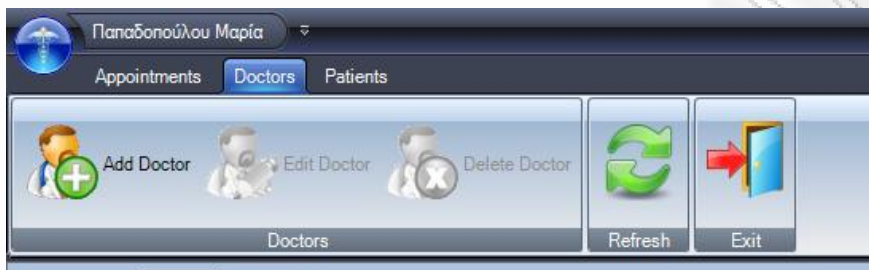 Παπαδοπούλου Μαρία
Appointments Doctors Patients
Add Doctor Edit Doctor Delete Doctor
Doctors Refresh Exit